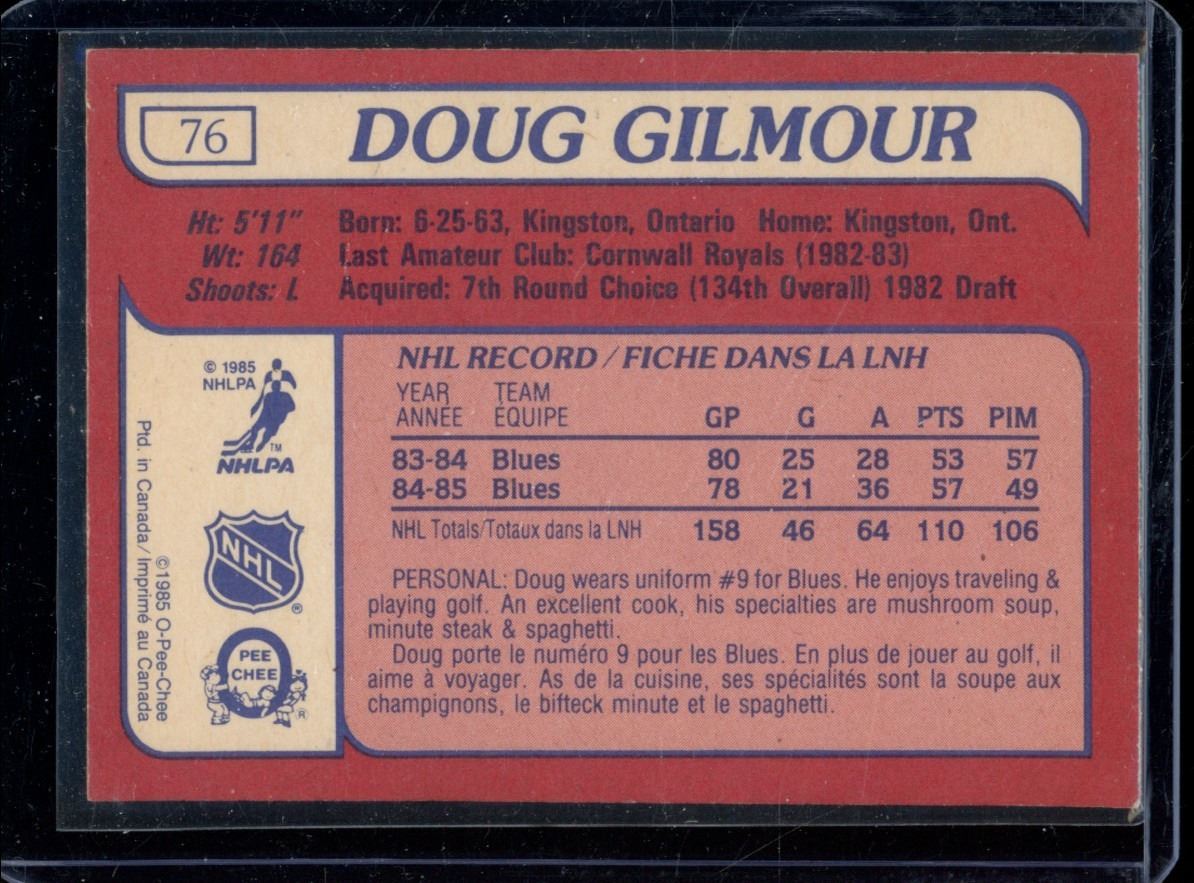 76
DOUG GILMOUR
Ht: 5'11" Born: 6-25-63, Kingston, Ontario Home: Kingston, Ont.
Wt: 164 Last Amateur Club: Cornwall Royals (1982-83)
Shoots: L Acquired: 7th Round Choice (134th Overall) 1982 Draft
© 1985
NHLPA
TM
NHLPA
NHL
®
PEE
CHEE
®
Ptd. in Canada/Imprimé au Canada
©1985 O-Pee-Chee
NHL RECORD / FICHE DANS LA LNH
YEAR TEAM
ANNÉE ÉQUIPE GP G A PTS PIM
83-84 Blues 80 25 28 53 57
84-85 Blues 78 21 36 57 49
NHL Totals/Totaux dans la LNH 158 46 64 110 106
PERSONAL: Doug wears uniform #9 for Blues. He enjoys traveling &
playing golf. An excellent cook, his specialties are mushroom soup,
minute steak & spaghetti.
Doug porte le numéro 9 pour les Blues. En plus de jouer au golf, il
aime à voyager. As de la cuisine, ses spécialités sont la soupe aux
champignons, le bifteck minute et le spaghetti.